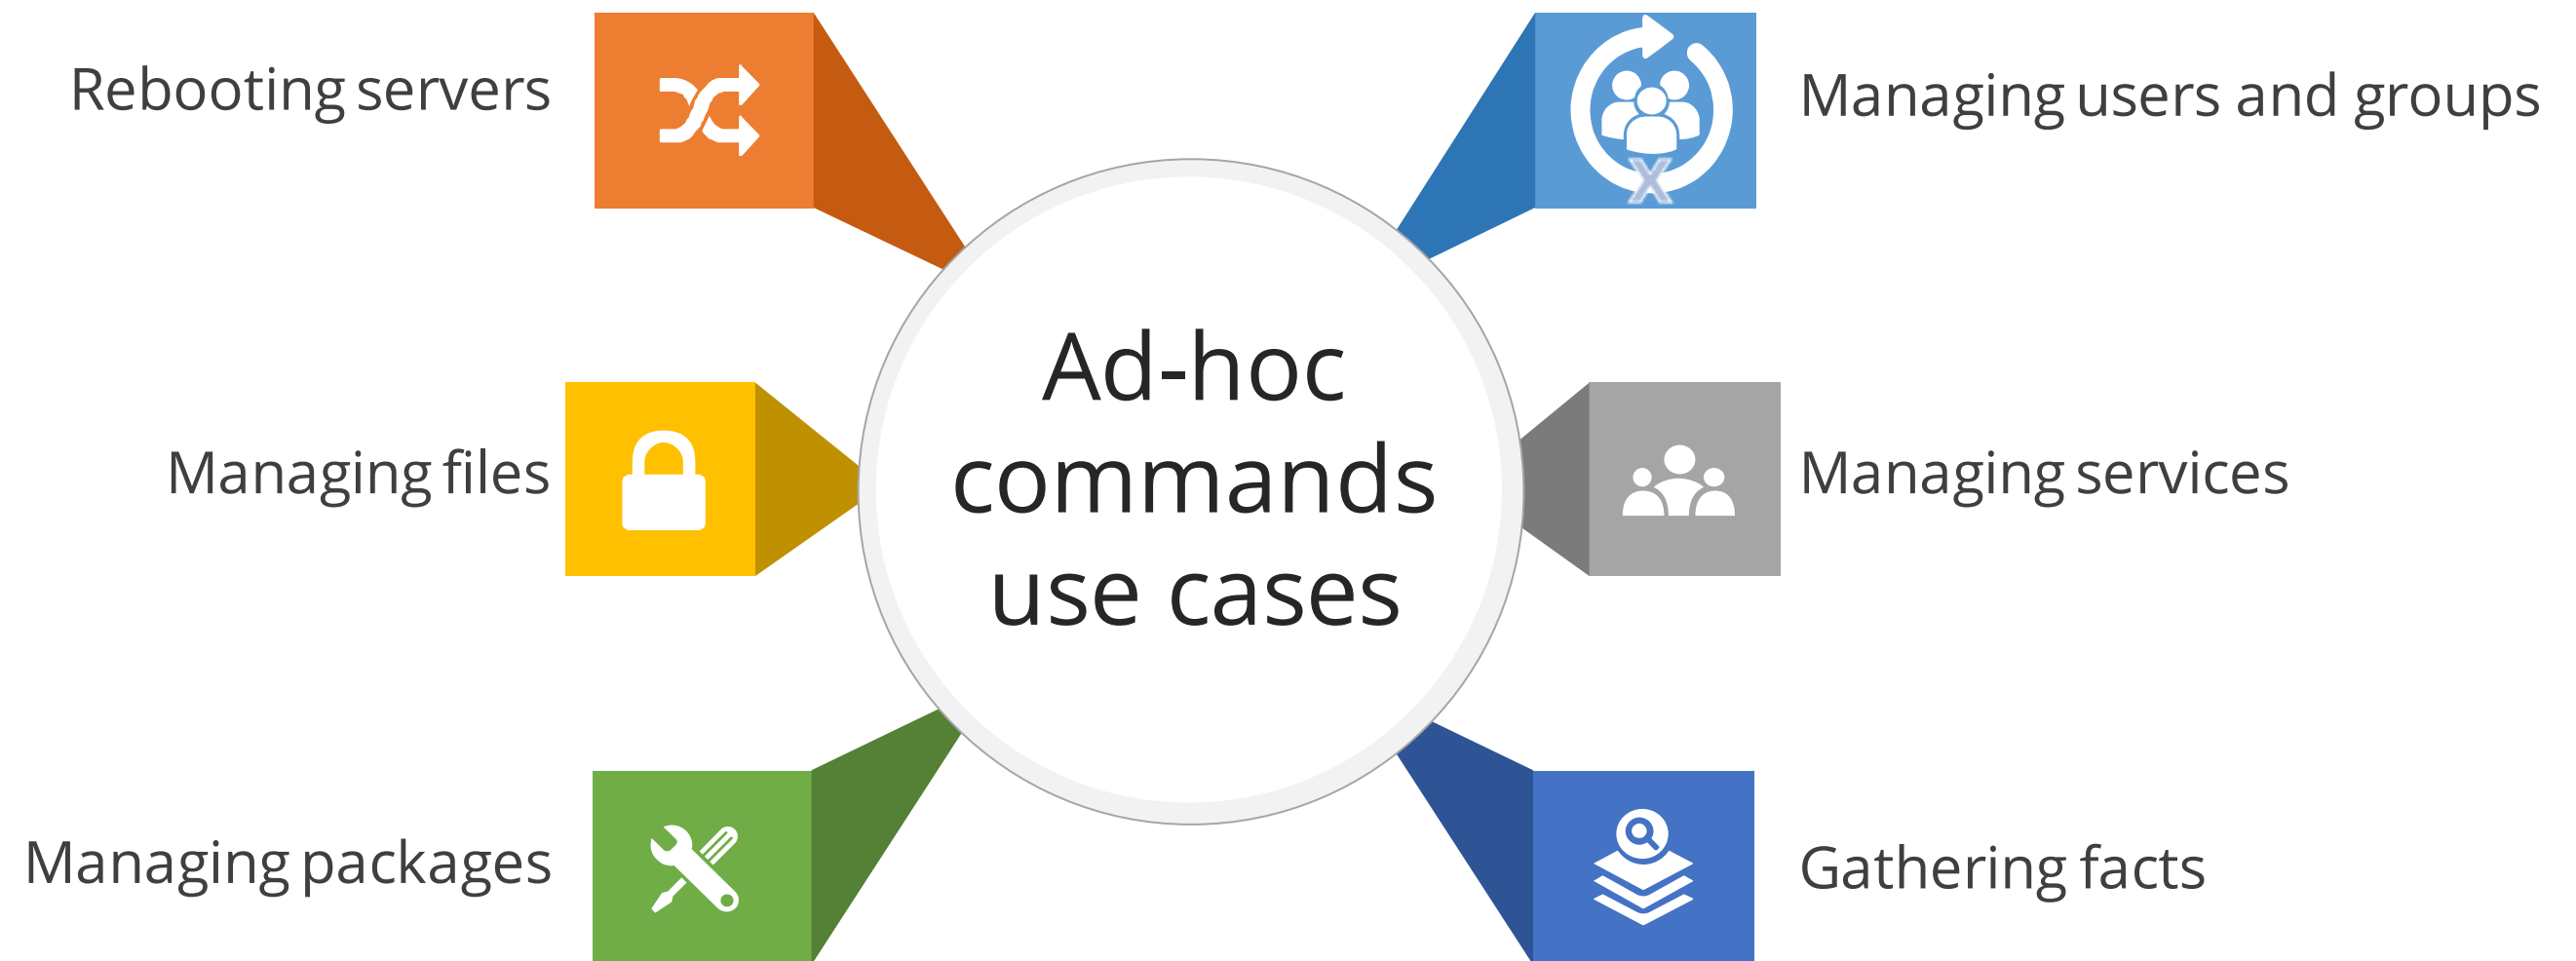 Rebooting servers
Managing users and groups
Ad-hoc
commands
use cases
Managing files
Managing services
Managing packages
Gathering facts
X